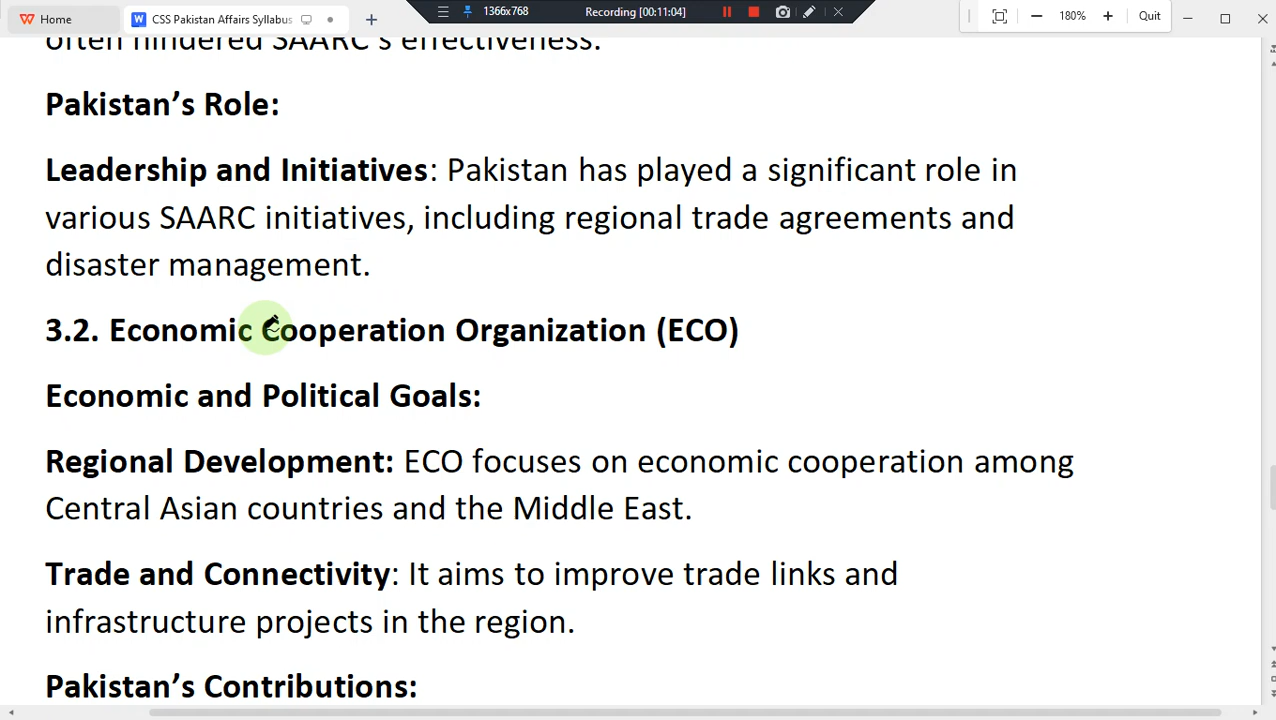 Home
CSS Pakistan Affairs Syllabus
1366x768
Recording [00:11:04]
180%
Quit
often hindered SAARC's effectiveness.
Pakistan’s Role:
Leadership and Initiatives: Pakistan has played a significant role in
various SAARC initiatives, including regional trade agreements and
disaster management.
3.2. Economic Cooperation Organization (ECO)
Economic and Political Goals:
Regional Development: ECO focuses on economic cooperation among
Central Asian countries and the Middle East.
Trade and Connectivity: It aims to improve trade links and
infrastructure projects in the region.
Pakistan’s Contributions: